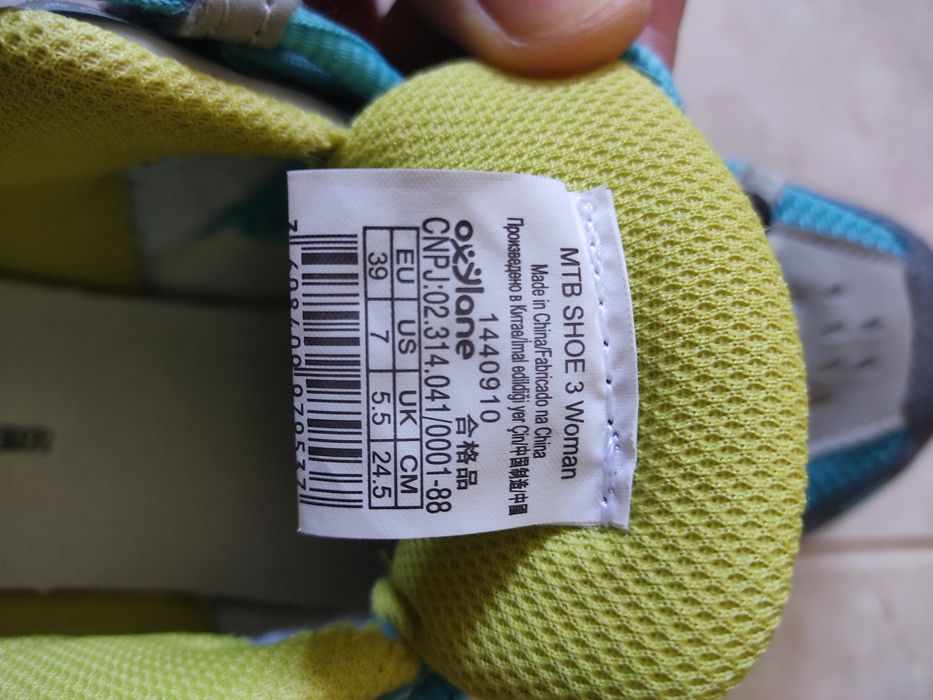 MTB SHOE 3 Woman
Made in China/Fabricado na China
Произведено в Китае/Imal edildiği yer Çin/中国制造/中國
1440910
oxylane 合格品
CNPJ:02.314.041/0001-88
EU US UK CM
39 7 5.5 24.5